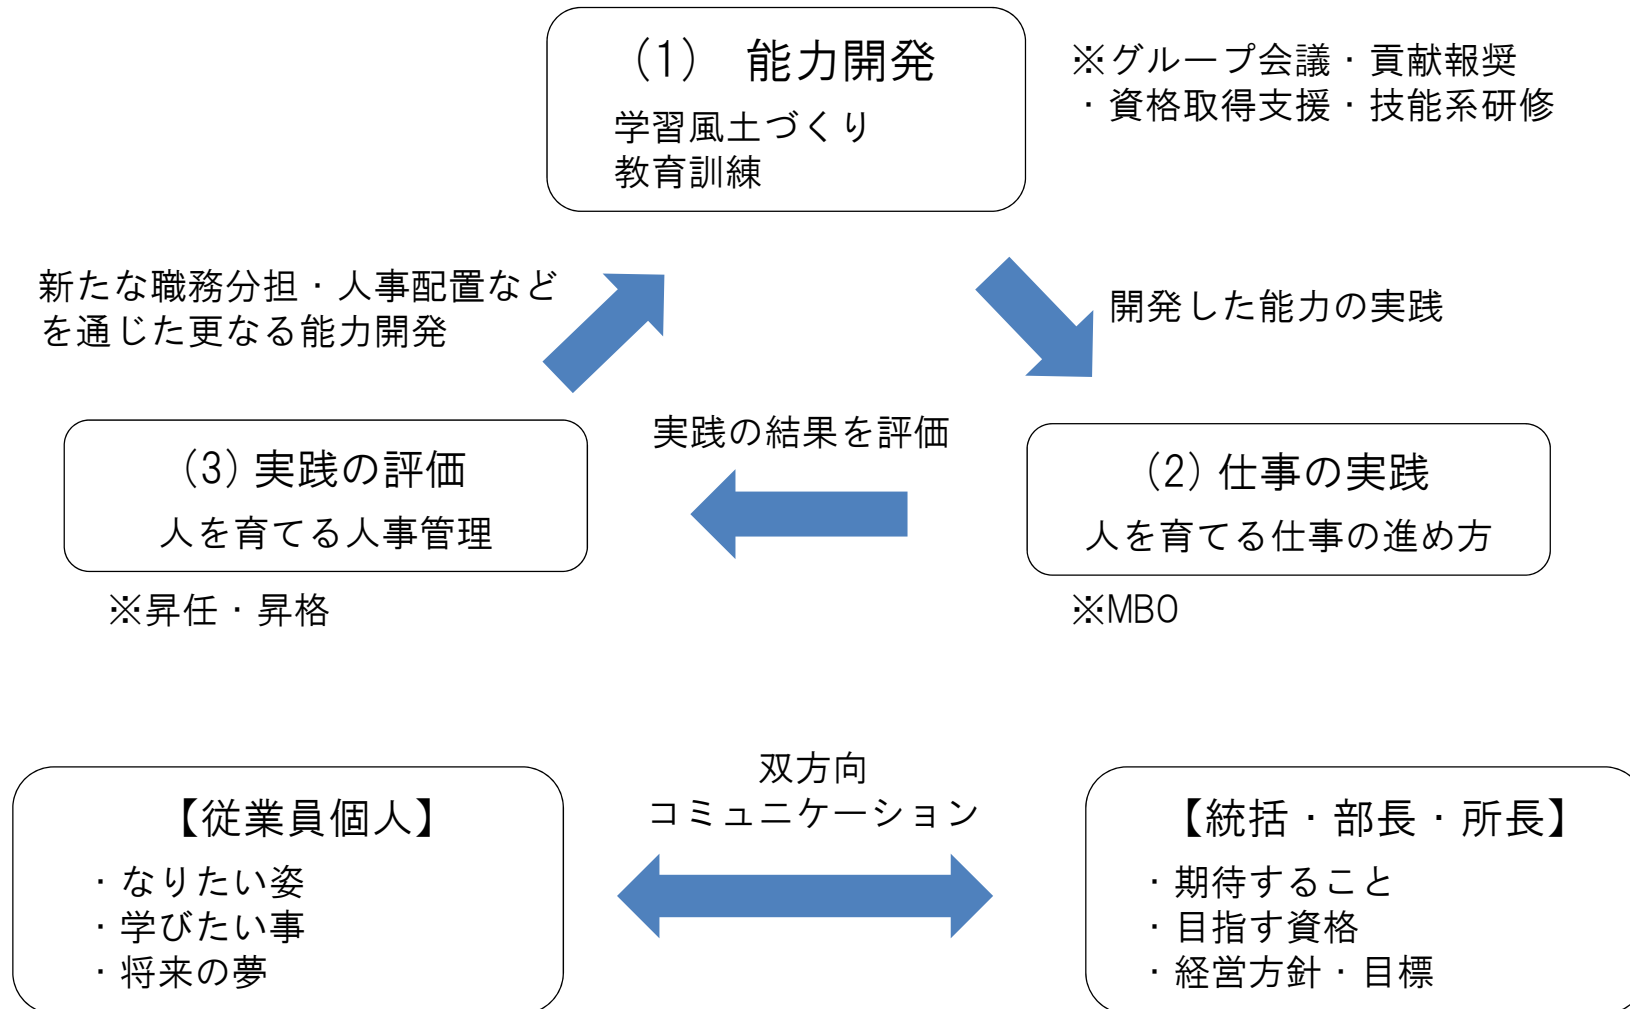 (1) 能力開発
学習風土づくり
教育訓練
※グループ会議・貢献報奨
・資格取得支援・技能系研修
新たな職務分担・人事配置など
を通じた更なる能力開発
開発した能力の実践
実践の結果を評価
(3) 実践の評価
人を育てる人事管理
※昇任・昇格
(2) 仕事の実践
人を育てる仕事の進め方
※MBO
双方向
コミュニケーション
【従業員個人】
・なりたい姿
・学びたい事
・将来の夢
【統括・部長・所長】
・期待すること
・目指す資格
・経営方針・目標